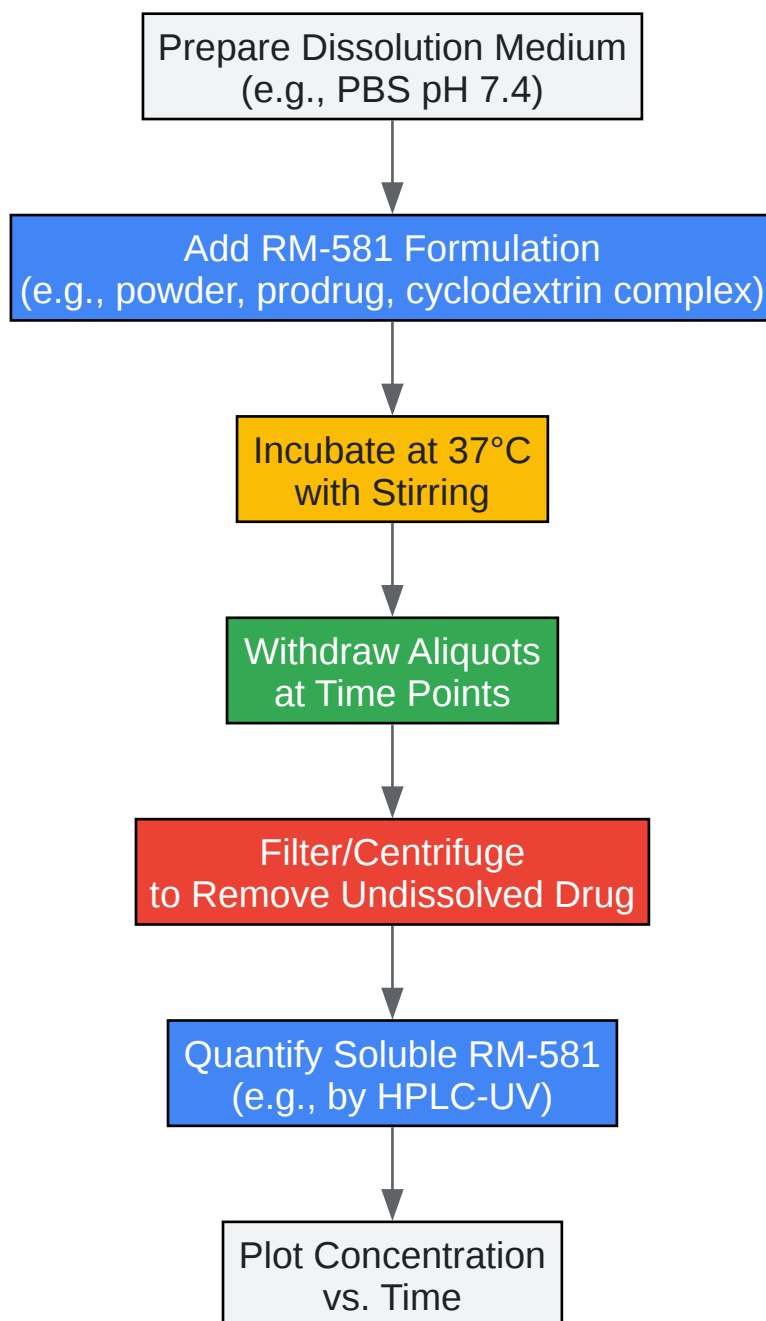 Prepare Dissolution Medium
(e.g., PBS pH 7.4)
Add RM-581 Formulation
(e.g., powder, prodrug, cyclodextrin complex)
Incubate at 37°C
with Stirring
Withdraw Aliquots
at Time Points
Filter/Centrifuge
to Remove Undissolved Drug
Quantify Soluble RM-581
(e.g., by HPLC-UV)
Plot Concentration
vs. Time